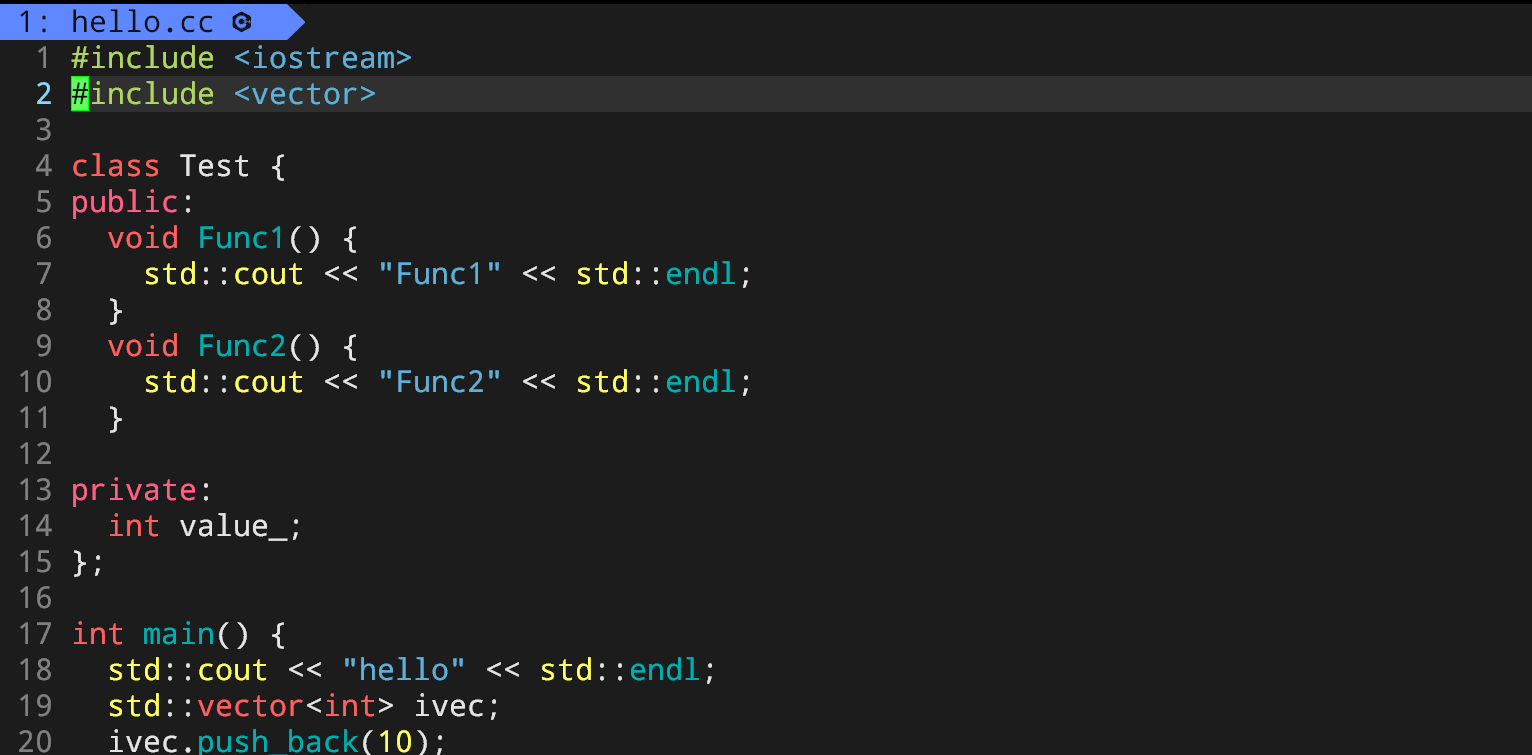 1: hello.cc
1 #include <iostream>
2 #include <vector>
3
4 class Test {
5 public:
6   void Func1() {
7     std::cout << "Func1" << std::endl;
8   }
9   void Func2() {
10     std::cout << "Func2" << std::endl;
11   }
12
13 private:
14   int value_;
15 };
16
17 int main() {
18   std::cout << "hello" << std::endl;
19   std::vector<int> ivec;
20   ivec.push_back(10);